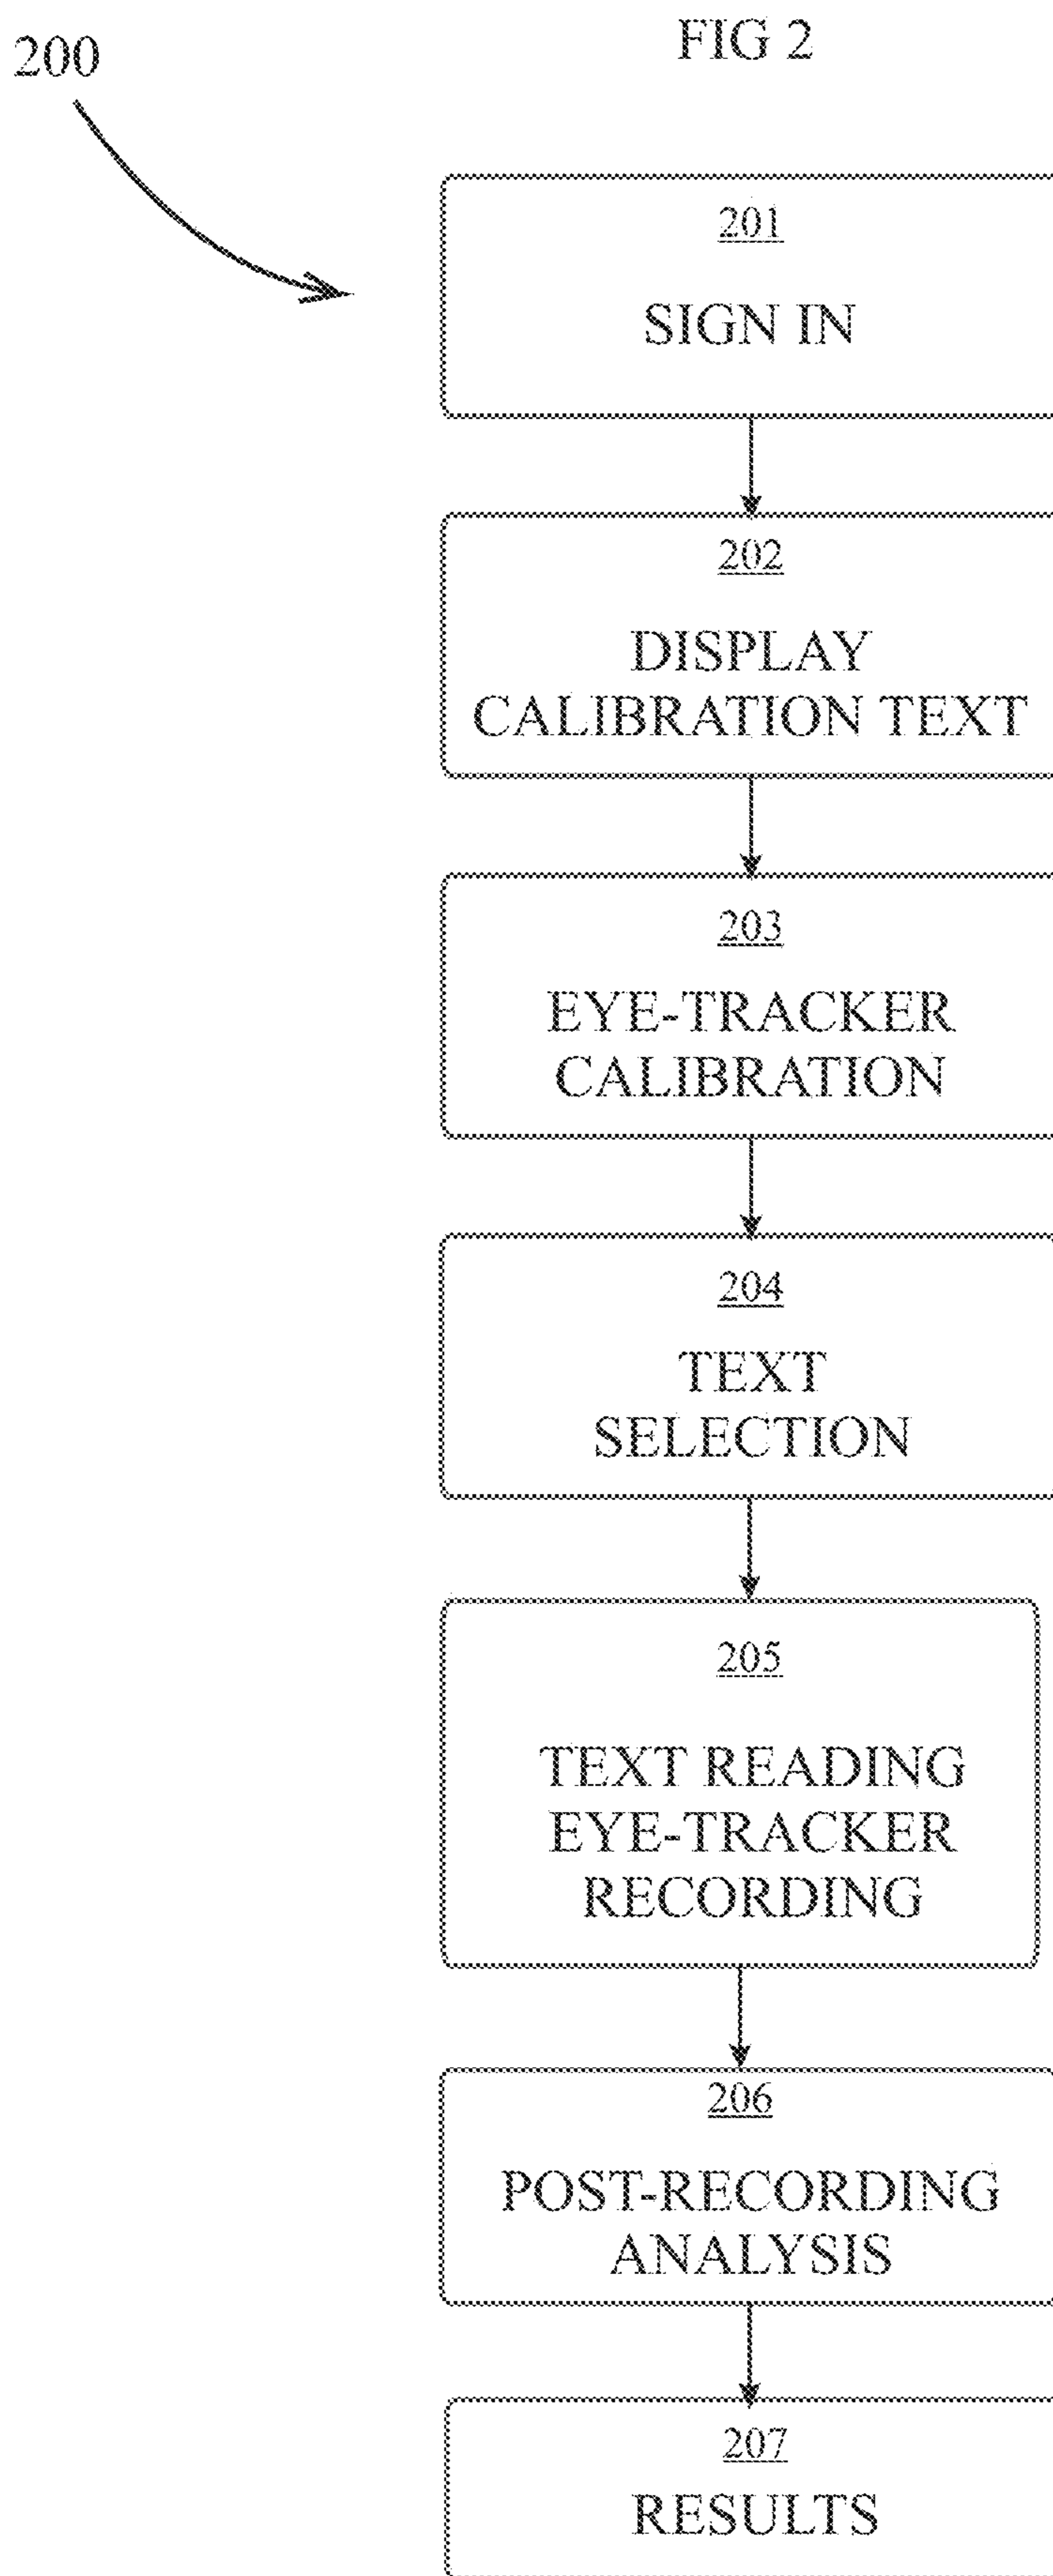 FIG 2
200
201
SIGN IN
202
DISPLAY
CALIBRATION TEXT
203
EYE-TRACKER
CALIBRATION
204
TEXT
SELECTION
205
TEXT READING
EYE-TRACKER
RECORDING
206
POST-RECORDING
ANALYSIS
207
RESULTS